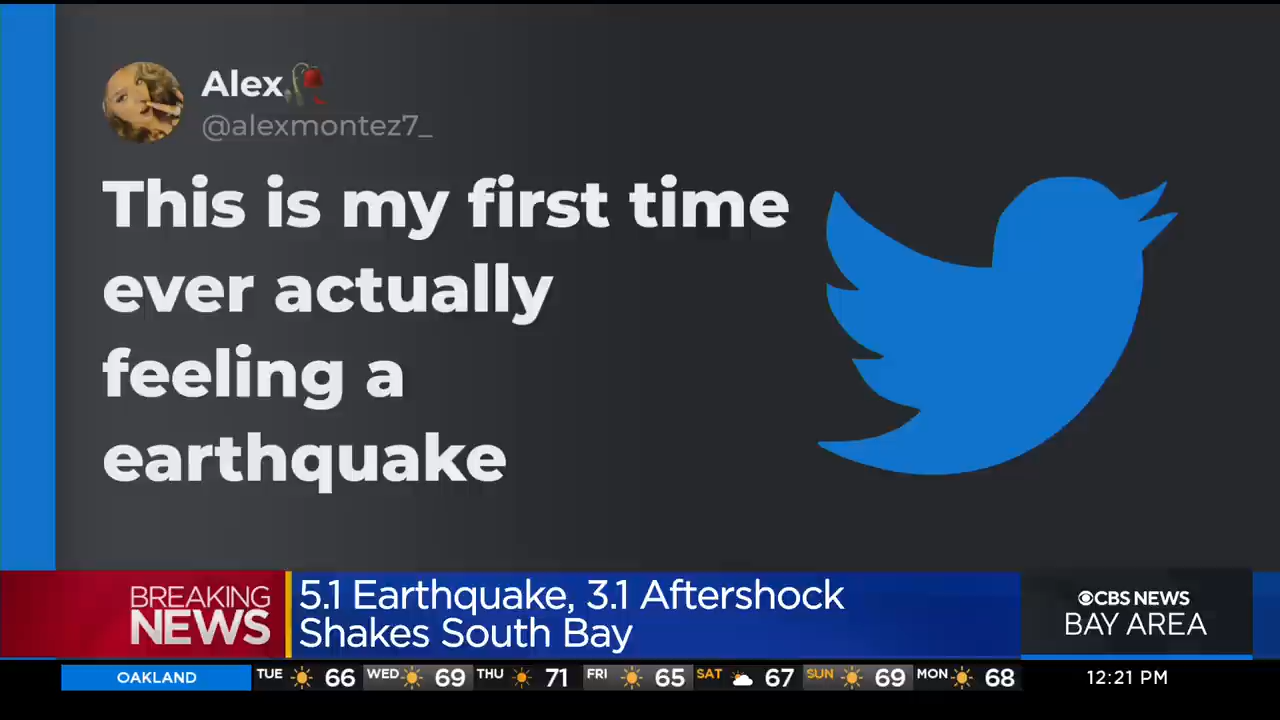 Alex🥀
@alexmontez7_
This is my first time
ever actually
feeling a
earthquake
BREAKING
NEWS
5.1 Earthquake, 3.1 Aftershock
Shakes South Bay
CBS NEWS
BAY AREA
OAKLAND TUE 66 WED 69 THU 71 FRI 65 SAT 67 SUN 69 MON 68 12:21 PM